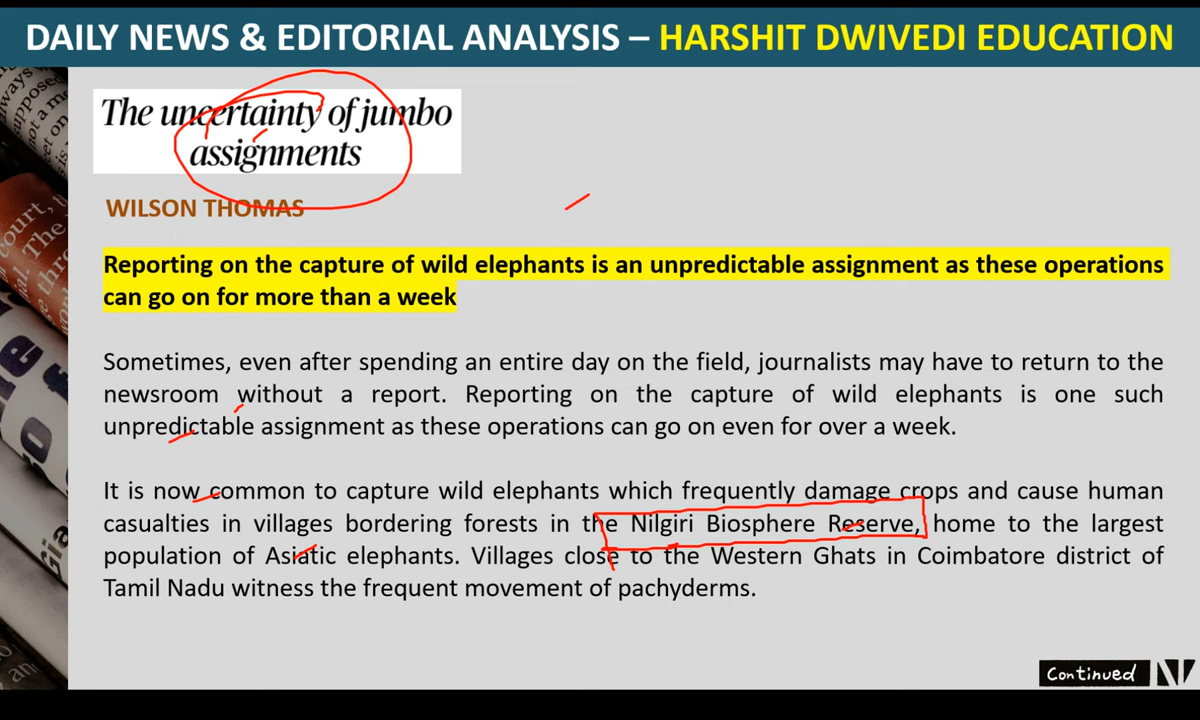 DAILY NEWS & EDITORIAL ANALYSIS – HARSHIT DWIVEDI EDUCATION
The uncertainty of jumbo
assignments
WILSON THOMAS
Reporting on the capture of wild elephants is an unpredictable assignment as these operations
can go on for more than a week
Sometimes, even after spending an entire day on the field, journalists may have to return to the
newsroom without a report. Reporting on the capture of wild elephants is one such
unpredictable assignment as these operations can go on even for over a week.
It is now common to capture wild elephants which frequently damage crops and cause human
casualties in villages bordering forests in the Nilgiri Biosphere Reserve, home to the largest
population of Asiatic elephants. Villages close to the Western Ghats in Coimbatore district of
Tamil Nadu witness the frequent movement of pachyderms.
Continued